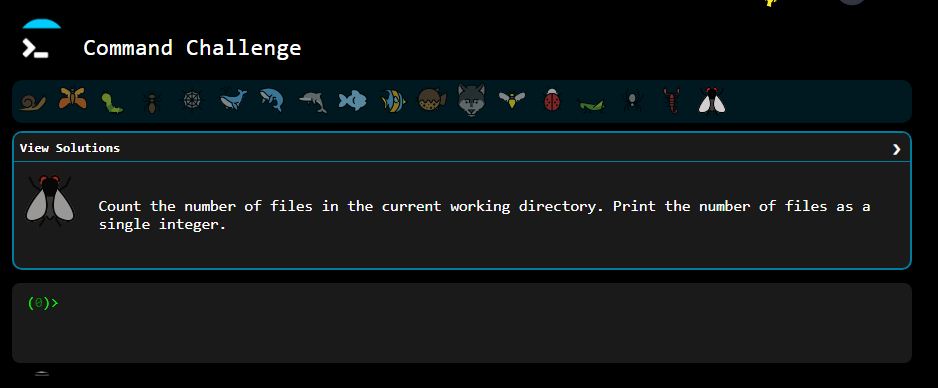 Command Challenge
View Solutions
Count the number of files in the current working directory. Print the number of files as a
single integer.
(0)>